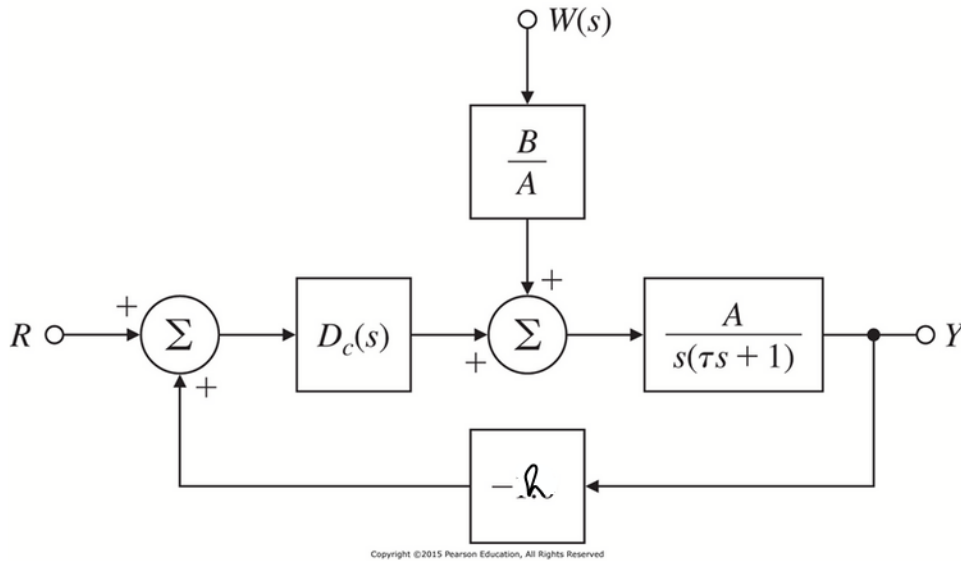 W(s)
B
A
+
+
R
Σ
D_c(s)
Σ
A
s(τs + 1)
Y
+
+
−h
Copyright ©2015 Pearson Education, All Rights Reserved